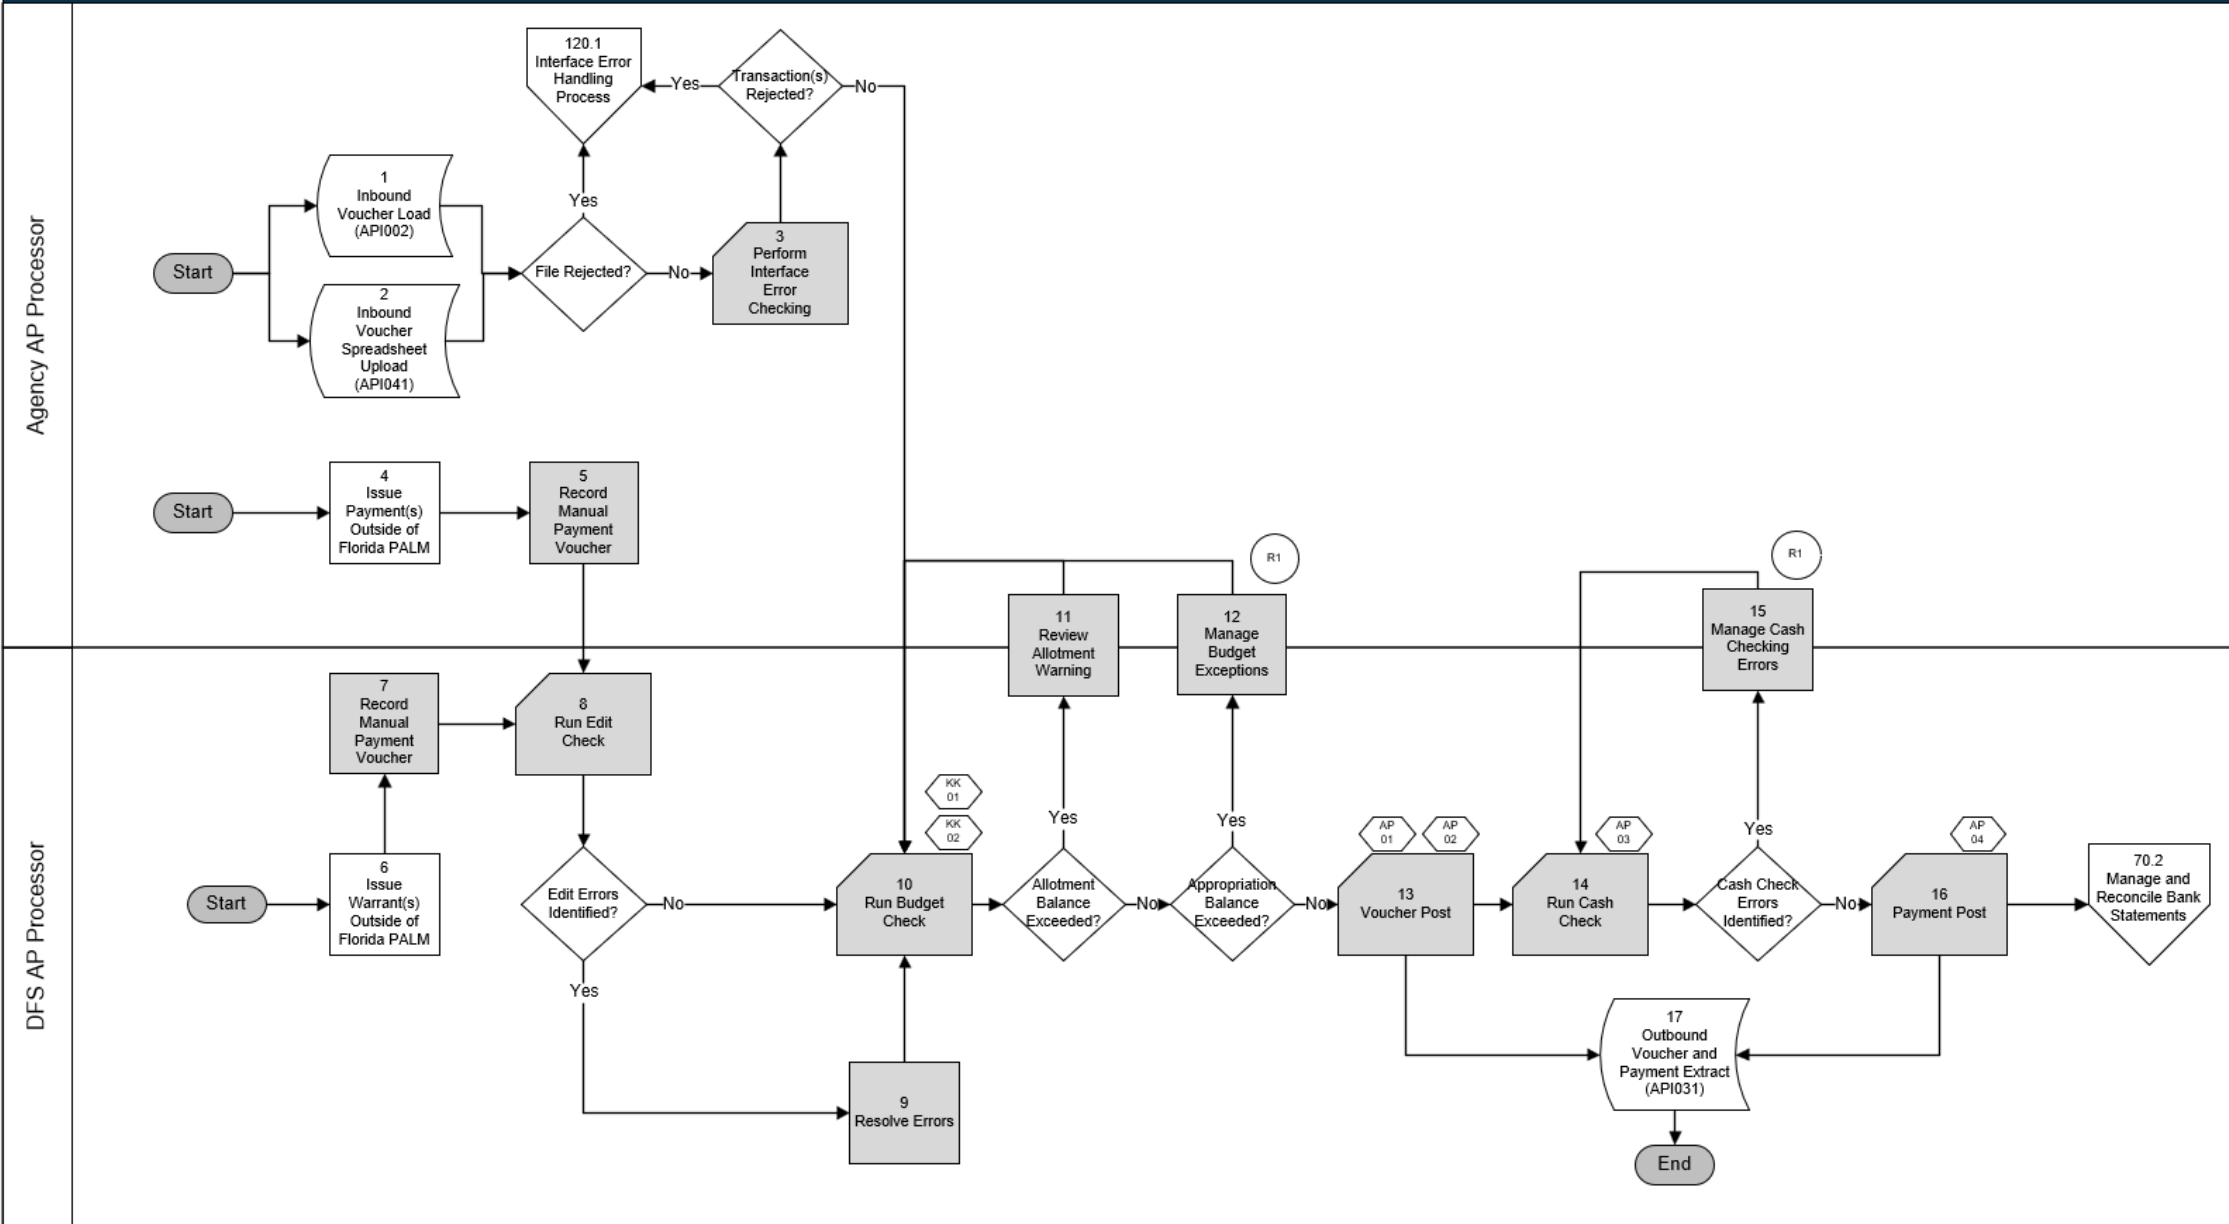 Agency AP Processor
120.1
Interface Error
Handling
Process
Yes
Transaction(s)
Rejected?
No
1
Inbound
Voucher Load
(API002)
Yes
Start
File Rejected?
No
3
Perform
Interface
Error
Checking
2
Inbound
Voucher
Spreadsheet
Upload
(API041)
Start
4
Issue
Payment(s)
Outside of
Florida PALM
5
Record
Manual
Payment
Voucher
R1
R1
11
Review
Allotment
Warning
12
Manage
Budget
Exceptions
15
Manage Cash
Checking
Errors
DFS AP Processor
7
Record
Manual
Payment
Voucher
8
Run Edit
Check
KK
01
KK
02
Yes
Yes
AP
01
AP
02
AP
03
Yes
AP
04
Start
6
Issue
Warrant(s)
Outside of
Florida PALM
Edit Errors
Identified?
No
10
Run Budget
Check
Allotment
Balance
Exceeded?
No
Appropriation
Balance
Exceeded?
No
13
Voucher Post
14
Run Cash
Check
Cash Check
Errors
Identified?
No
16
Payment Post
70.2
Manage and
Reconcile Bank
Statements
Yes
9
Resolve Errors
17
Outbound
Voucher and
Payment Extract
(API031)
End